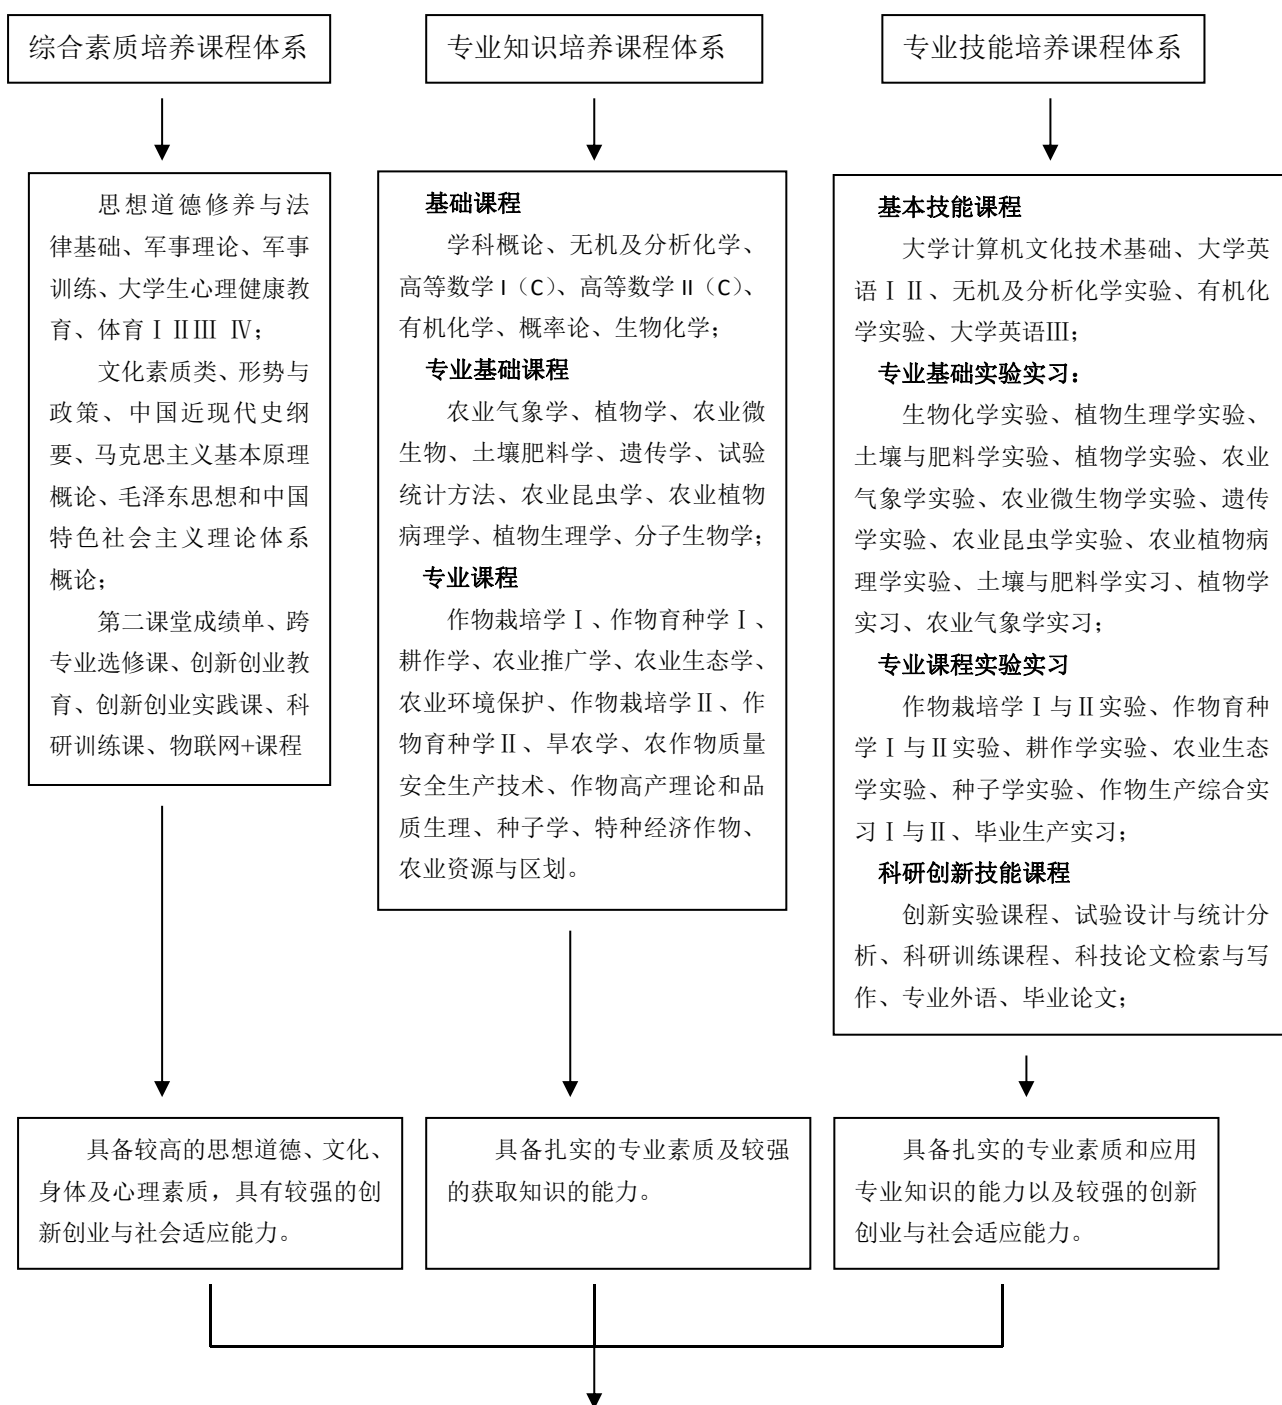 综合素质培养课程体系
专业知识培养课程体系
专业技能培养课程体系
思想道德修养与法
律基础、军事理论、军事
训练、大学生心理健康教
育、体育Ⅰ ⅡⅢ Ⅳ；
文化素质类、形势与
政策、中国近现代史纲
要、马克思主义基本原理
概论、毛泽东思想和中国
特色社会主义理论体系
概论；
第二课堂成绩单、跨
专业选修课、创新创业教
育、创新创业实践课、科
研训练课、物联网+课程
基础课程
学科概论、无机及分析化学、
高等数学 I（C）、高等数学 II（C）、
有机化学、概率论、生物化学；
专业基础课程
农业气象学、植物学、农业微
生物、土壤肥料学、遗传学、试验
统计方法、农业昆虫学、农业植物
病理学、植物生理学、分子生物学；
专业课程
作物栽培学Ⅰ、作物育种学Ⅰ、
耕作学、农业推广学、农业生态学、
农业环境保护、作物栽培学Ⅱ、作
物育种学Ⅱ、旱农学、农作物质量
安全生产技术、作物高产理论和品
质生理、种子学、特种经济作物、
农业资源与区划。
基本技能课程
大学计算机文化技术基础、大学英
语Ⅰ Ⅱ、无机及分析化学实验、有机化
学实验、大学英语Ⅲ；
专业基础实验实习：
生物化学实验、植物生理学实验、
土壤与肥料学实验、植物学实验、农业
气象学实验、农业微生物学实验、遗传
学实验、农业昆虫学实验、农业植物病
理学实验、土壤与肥料学实习、植物学
实习、农业气象学实习；
专业课程实验实习
作物栽培学Ⅰ与Ⅱ实验、作物育种
学Ⅰ与Ⅱ实验、耕作学实验、农业生态
学实验、种子学实验、作物生产综合实
习Ⅰ与Ⅱ、毕业生产实习；
科研创新技能课程
创新实验课程、试验设计与统计分
析、科研训练课程、科技论文检索与写
作、专业外语、毕业论文；
具备较高的思想道德、文化、
身体及心理素质，具有较强的创
新创业与社会适应能力。
具备扎实的专业素质及较强
的获取知识的能力。
具备扎实的专业素质和应用
专业知识的能力以及较强的创新
创业与社会适应能力。